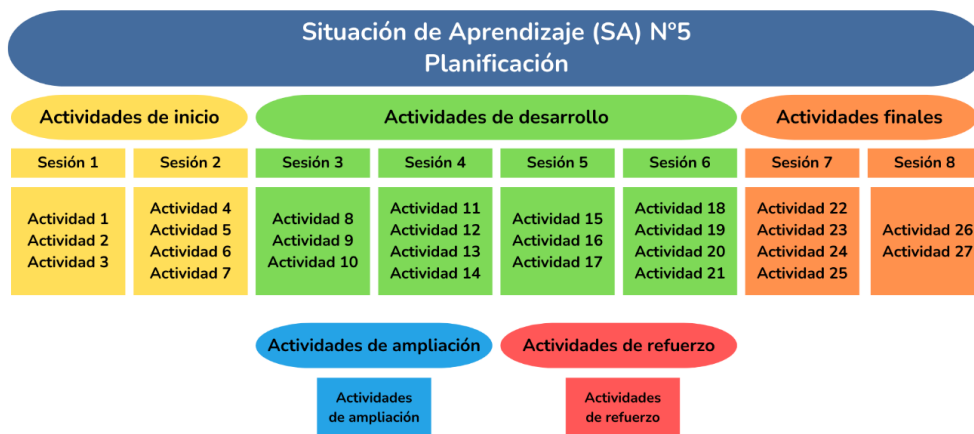 Situación de Aprendizaje (SA) Nº5
Planificación
Actividades de inicio
Actividades de desarrollo
Actividades finales
Sesión 1
Sesión 2
Sesión 3
Sesión 4
Sesión 5
Sesión 6
Sesión 7
Sesión 8
Actividad 1
Actividad 2
Actividad 3
Actividad 4
Actividad 5
Actividad 6
Actividad 7
Actividad 8
Actividad 9
Actividad 10
Actividad 11
Actividad 12
Actividad 13
Actividad 14
Actividad 15
Actividad 16
Actividad 17
Actividad 18
Actividad 19
Actividad 20
Actividad 21
Actividad 22
Actividad 23
Actividad 24
Actividad 25
Actividad 26
Actividad 27
Actividades de ampliación
Actividades de refuerzo
Actividades
de ampliación
Actividades
de refuerzo